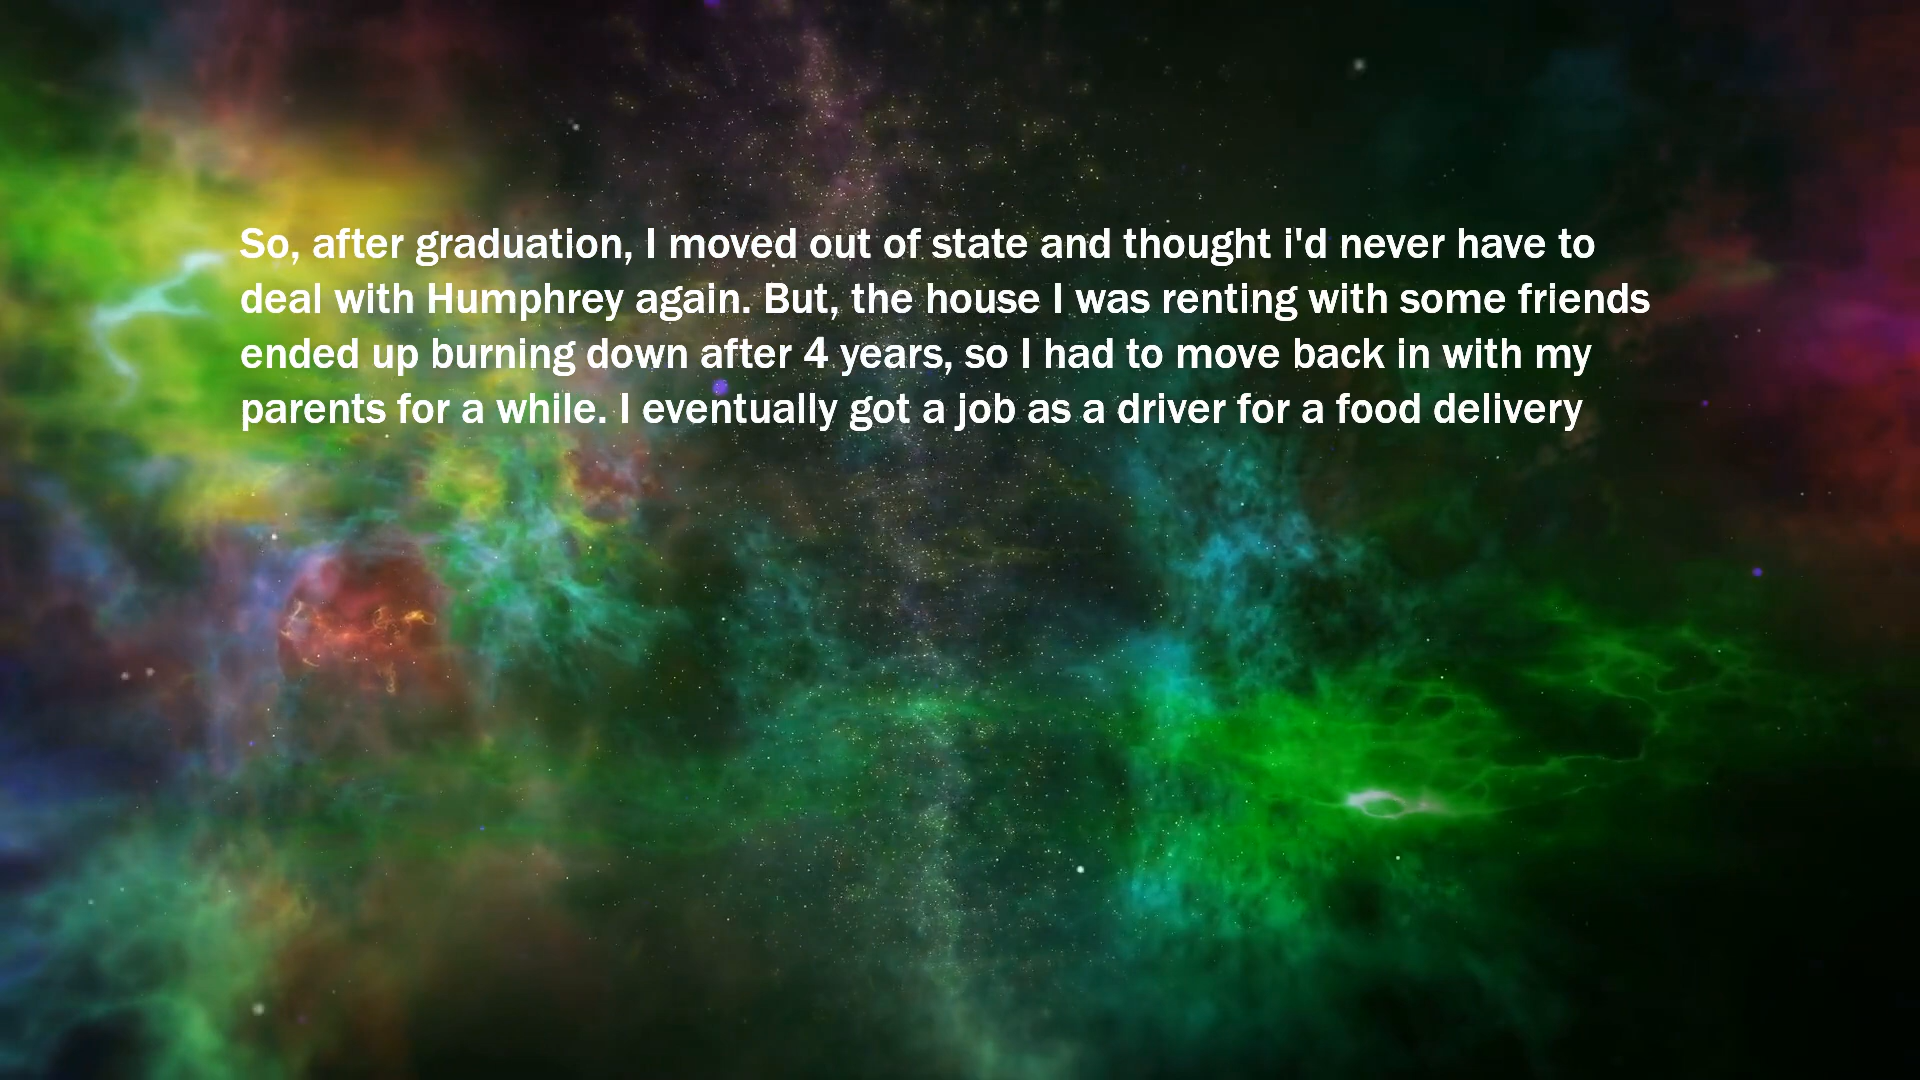 So, after graduation, I moved out of state and thought i'd never have to
deal with Humphrey again. But, the house I was renting with some friends
ended up burning down after 4 years, so I had to move back in with my
parents for a while. I eventually got a job as a driver for a food delivery